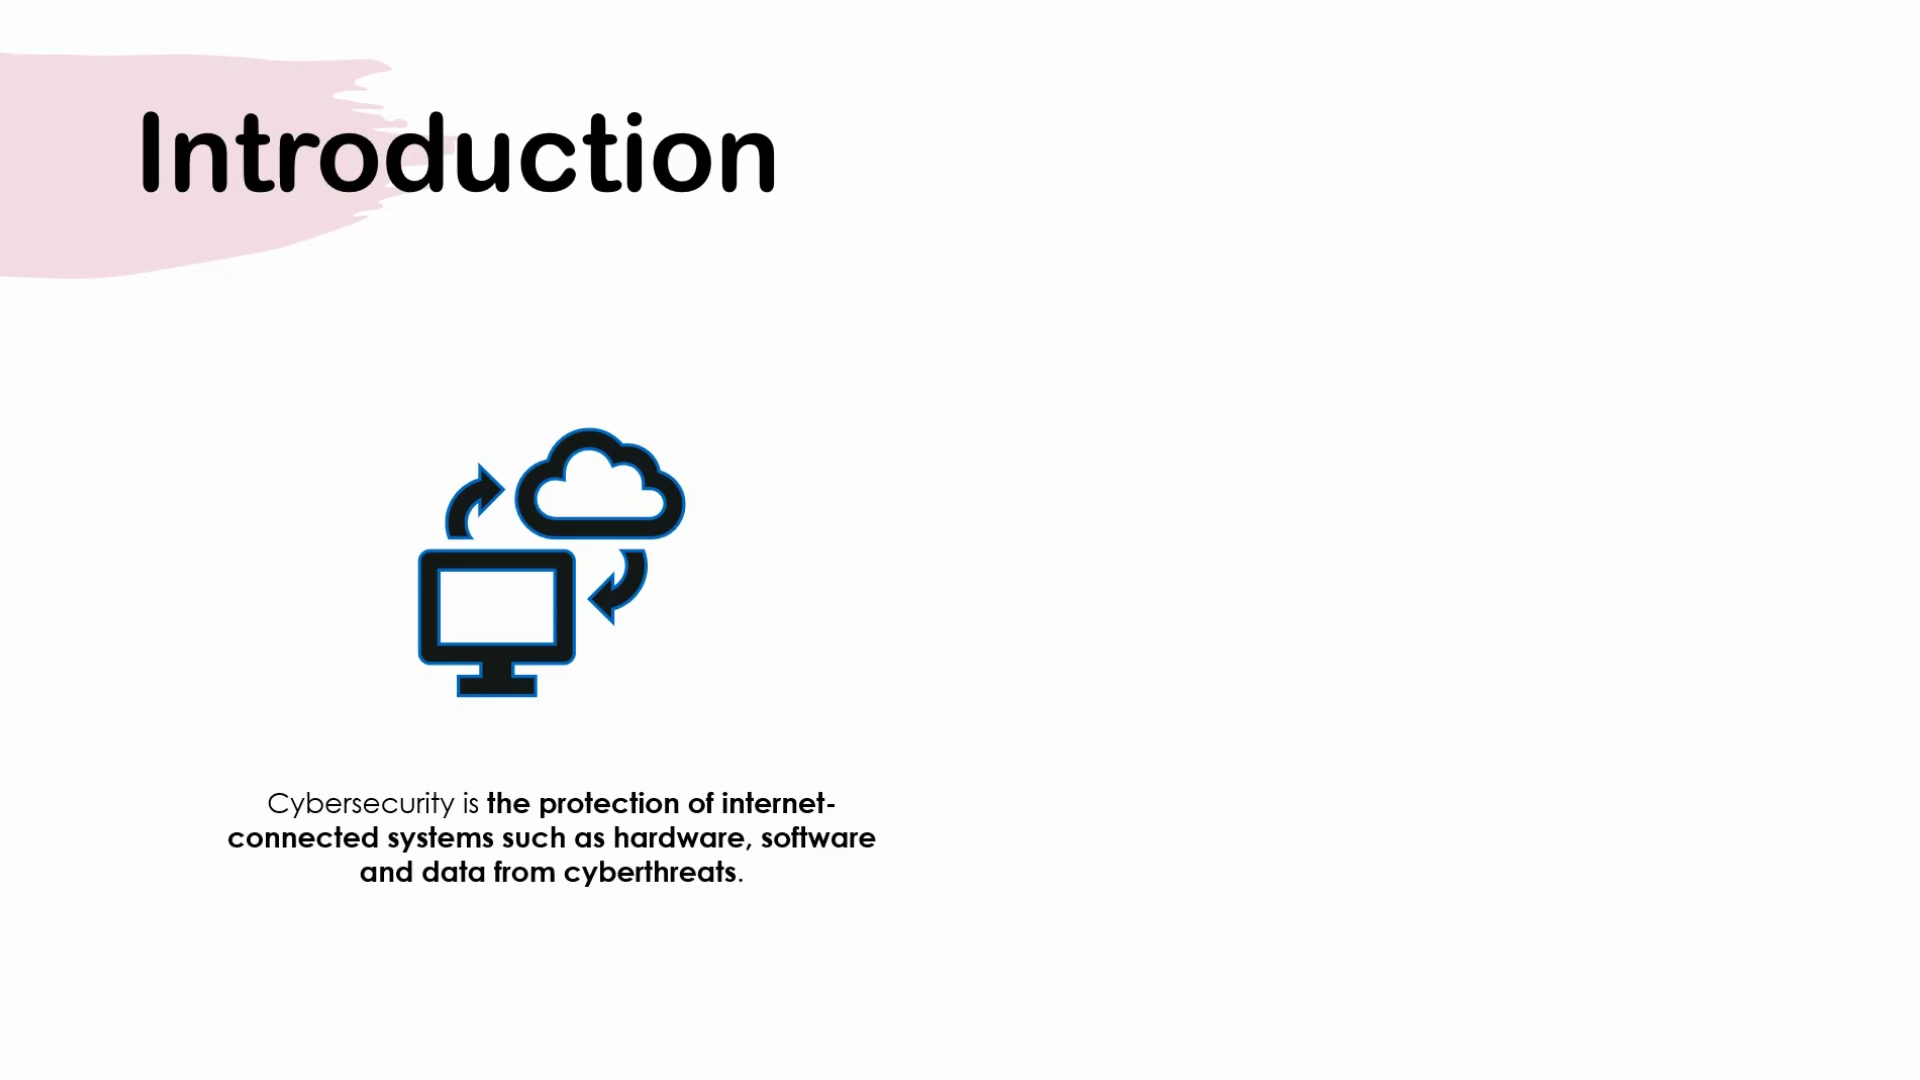 Introduction
Cybersecurity is the protection of internet-
connected systems such as hardware, software
and data from cyberthreats.